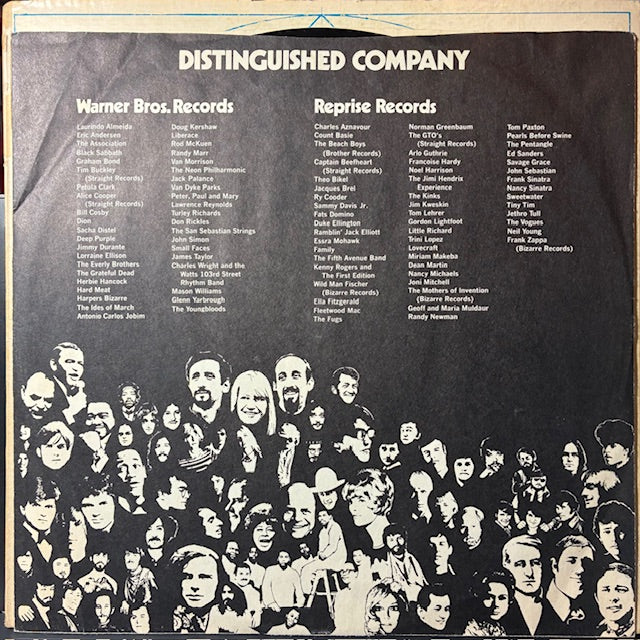 DISTINGUISHED COMPANY
Warner Bros. Records
Laurindo Almeida
Eric Andersen
The Association
Black Sabbath
Graham Bond
Tim Buckley
(Straight Records)
Petula Clark
Alice Cooper
(Straight Records)
Bill Cosby
Dion
Sacha Distel
Deep Purple
Jimmy Durante
Lorraine Ellison
The Everly Brothers
The Grateful Dead
Herbie Hancock
Hard Meat
Harpers Bizarre
The Ides of March
Antonio Carlos Jobim
Doug Kershaw
Liberace
Rod McKuen
Randy Marr
Van Morrison
The Neon Philharmonic
Jack Palance
Van Dyke Parks
Peter, Paul and Mary
Lawrence Reynolds
Turley Richards
Don Rickles
The San Sebastian Strings
John Simon
Small Faces
James Taylor
Charles Wright and the
Watts 103rd Street
Rhythm Band
Mason Williams
Glenn Yarbrough
The Youngbloods
Reprise Records
Charles Aznavour
Count Basie
The Beach Boys
(Brother Records)
Captain Beefheart
(Straight Records)
Theo Bikel
Jacques Brel
Ry Cooder
Sammy Davis Jr.
Fats Domino
Duke Ellington
Ramblin' Jack Elliott
Essra Mohawk
Family
The Fifth Avenue Band
Kenny Rogers and
The First Edition
Wild Man Fischer
(Bizarre Records)
Ella Fitzgerald
Fleetwood Mac
The Fugs
Norman Greenbaum
The GTO's
(Straight Records)
Arlo Guthrie
Francoise Hardy
Noel Harrison
The Jimi Hendrix
Experience
The Kinks
Jim Kweskin
Tom Lehrer
Gordon Lightfoot
Little Richard
Trini Lopez
Lovecraft
Miriam Makeba
Dean Martin
Nancy Michaels
Joni Mitchell
The Mothers of Invention
(Bizarre Records)
Geoff and Maria Muldaur
Randy Newman
Tom Paxton
Pearls Before Swine
The Pentangle
Ed Sanders
Savage Grace
John Sebastian
Frank Sinatra
Nancy Sinatra
Sweetwater
Tiny Tim
Jethro Tull
The Vogues
Neil Young
Frank Zappa
(Bizarre Records)